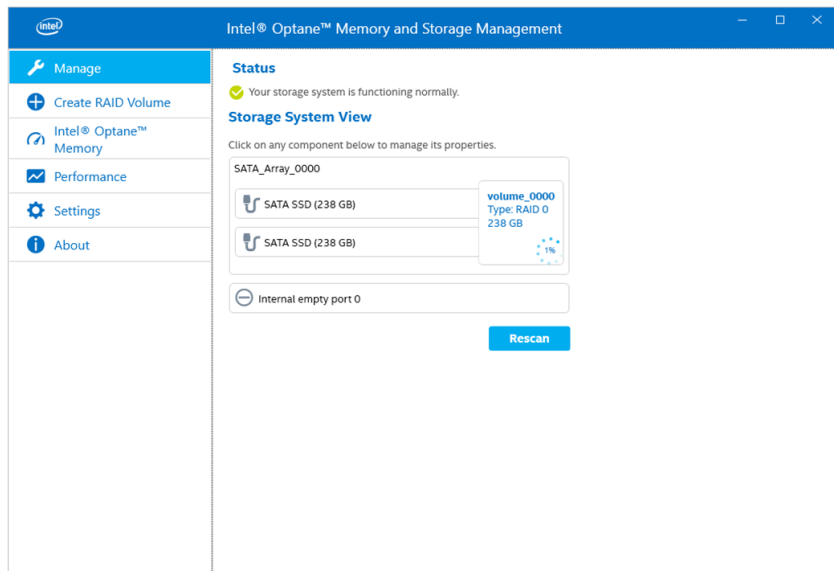 intel
Intel® Optane™ Memory and Storage Management
Manage
Create RAID Volume
Intel® Optane™
Memory
Performance
Settings
About
Status
Your storage system is functioning normally.
Storage System View
Click on any component below to manage its properties.
SATA_Array_0000
SATA SSD (238 GB)
SATA SSD (238 GB)
volume_0000
Type: RAID 0
238 GB
1%
Internal empty port 0
Rescan